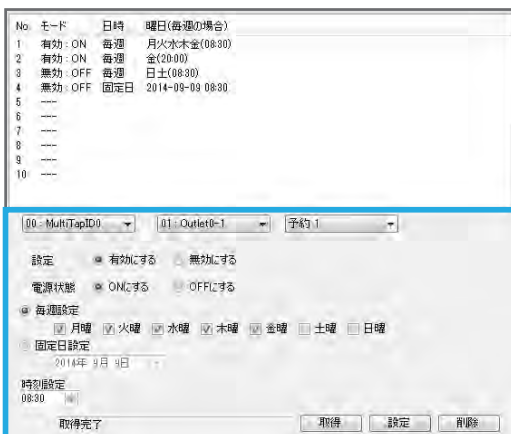 No. モード 日時 曜日(毎週の場合)
1 有効:ON 毎週 月火水木金(08:30)
2 有効:ON 毎週 金(20:00)
3 無効:OFF 毎週 日土(08:30)
4 無効:OFF 固定日 2014-09-09 08:30
5 ---
6 ---
7 ---
8 ---
9 ---
10 ---
00 : MultiTapID0 01 : Outlet0-1 予約 1
設定 有効にする 無効にする
電源状態 ONにする OFFにする
毎週設定
月曜 火曜 水曜 木曜 金曜 土曜 日曜
固定日設定
2014年 9月 9日
時刻設定
08:30
取得完了 取得 設定 削除